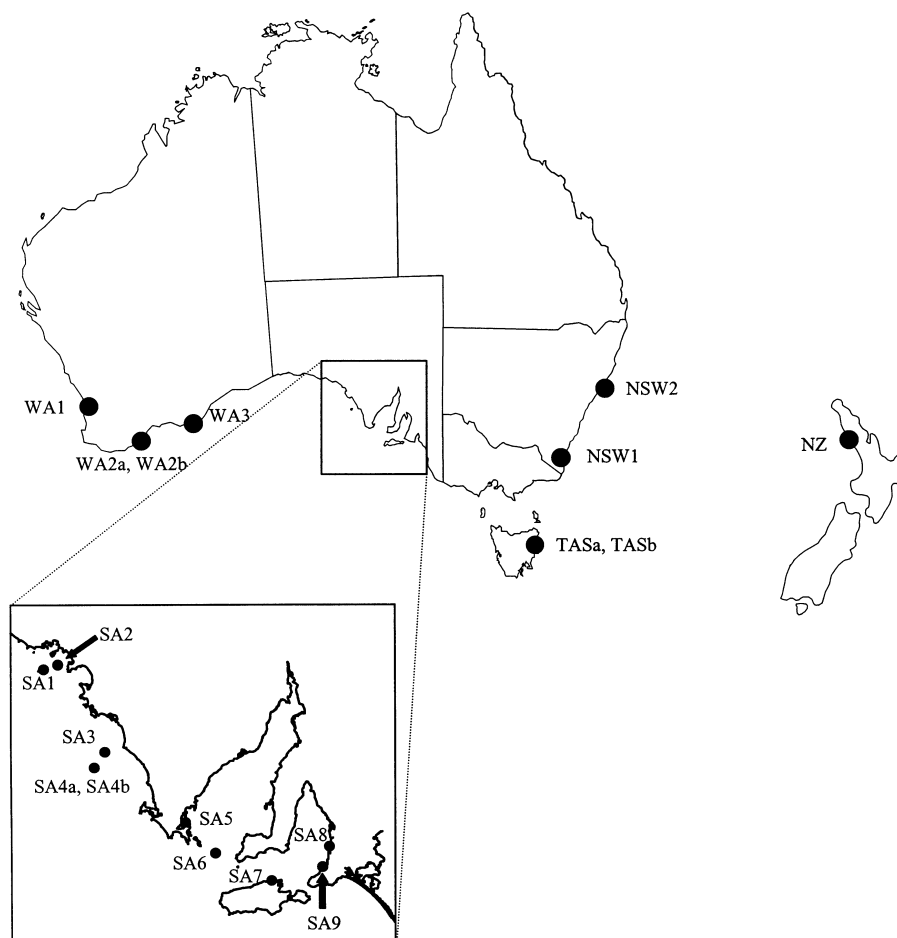 NSW2
WA1
WA3
NZ
WA2a, WA2b
NSW1
TASa, TASb
SA2
SA1
SA3
SA4a, SA4b
SA5
SA8
SA6
SA7
SA9